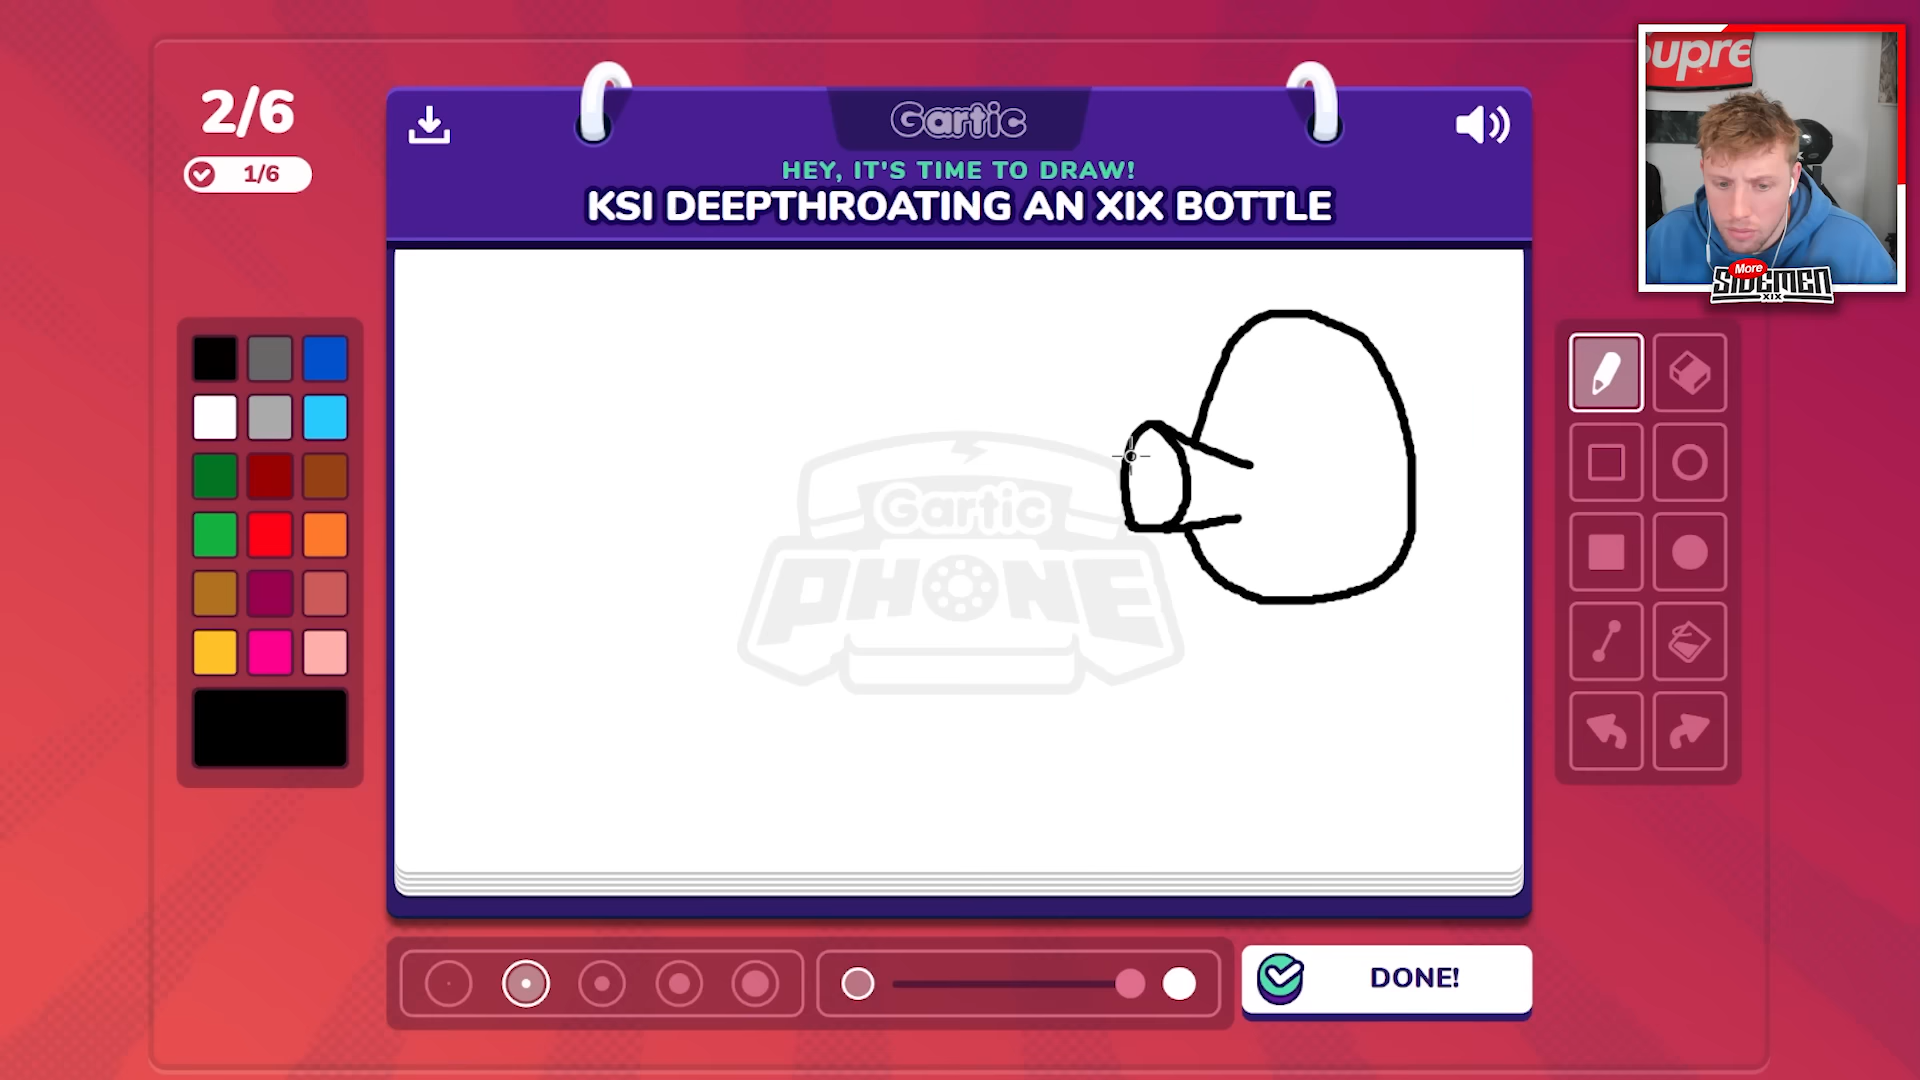 2/6
1/6
Gartic
HEY, IT'S TIME TO DRAW!
KSI DEEPTHROATING AN XIX BOTTLE
Gartic
PHONE
DONE!
upre
More
SIDEMEN
XIX